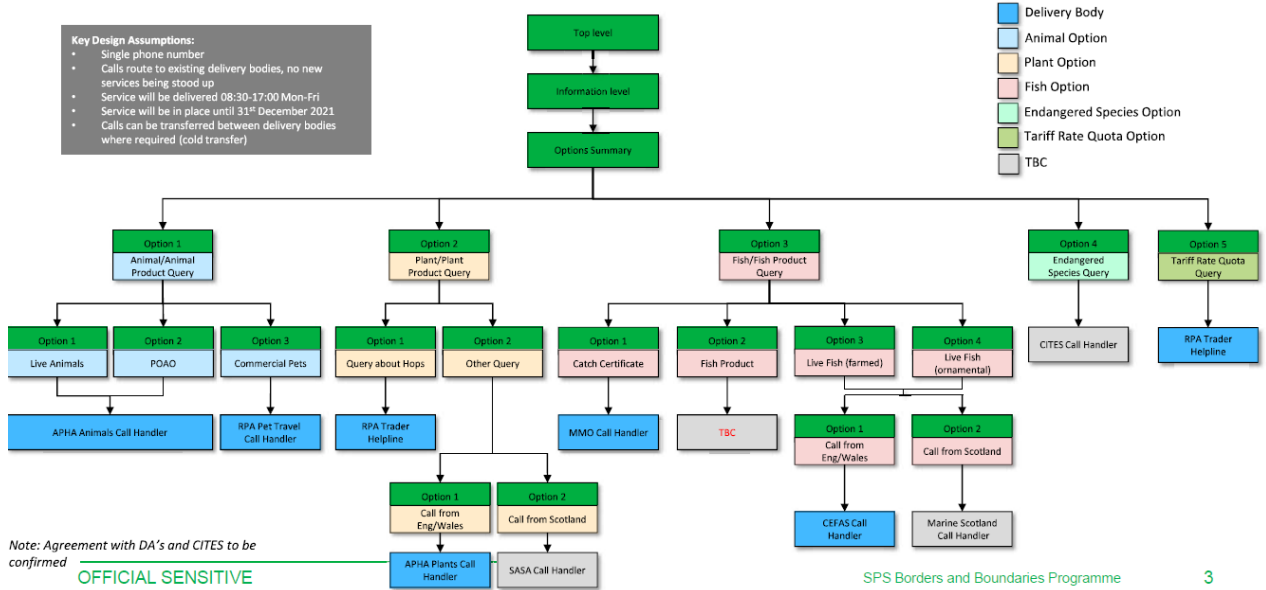 Key Design Assumptions:
• Single phone number
• Calls route to existing delivery bodies, no new
services being stood up
• Service will be delivered 08:30-17:00 Mon-Fri
• Service will be in place until 31st December 2021
• Calls can be transferred between delivery bodies
where required (cold transfer)
Top level
Information level
Options Summary
Delivery Body
Animal Option
Plant Option
Fish Option
Endangered Species Option
Tariff Rate Quota Option
TBC
Option 1
Animal/Animal
Product Query
Option 2
Plant/Plant
Product Query
Option 3
Fish/Fish Product
Query
Option 4
Endangered
Species Query
Option 5
Tariff Rate Quota
Query
Option 1
Live Animals
Option 2
POAO
Option 3
Commercial Pets
Option 1
Query about Hops
Option 2
Other Query
Option 1
Catch Certificate
Option 2
Fish Product
Option 3
Live Fish (farmed)
Option 4
Live Fish
(ornamental)
CITES Call Handler
RPA Trader
Helpline
APHA Animals Call Handler
RPA Pet Travel
Call Handler
RPA Trader
Helpline
MMO Call Handler
TBC
Option 1
Call from
Eng/Wales
Option 2
Call from Scotland
Option 1
Call from
Eng/Wales
Option 2
Call from Scotland
CEFAS Call
Handler
Marine Scotland
Call Handler
APHA Plants Call
Handler
SASA Call Handler
Note: Agreement with DA's and CITES to be
confirmed
OFFICIAL SENSITIVE
SPS Borders and Boundaries Programme
3